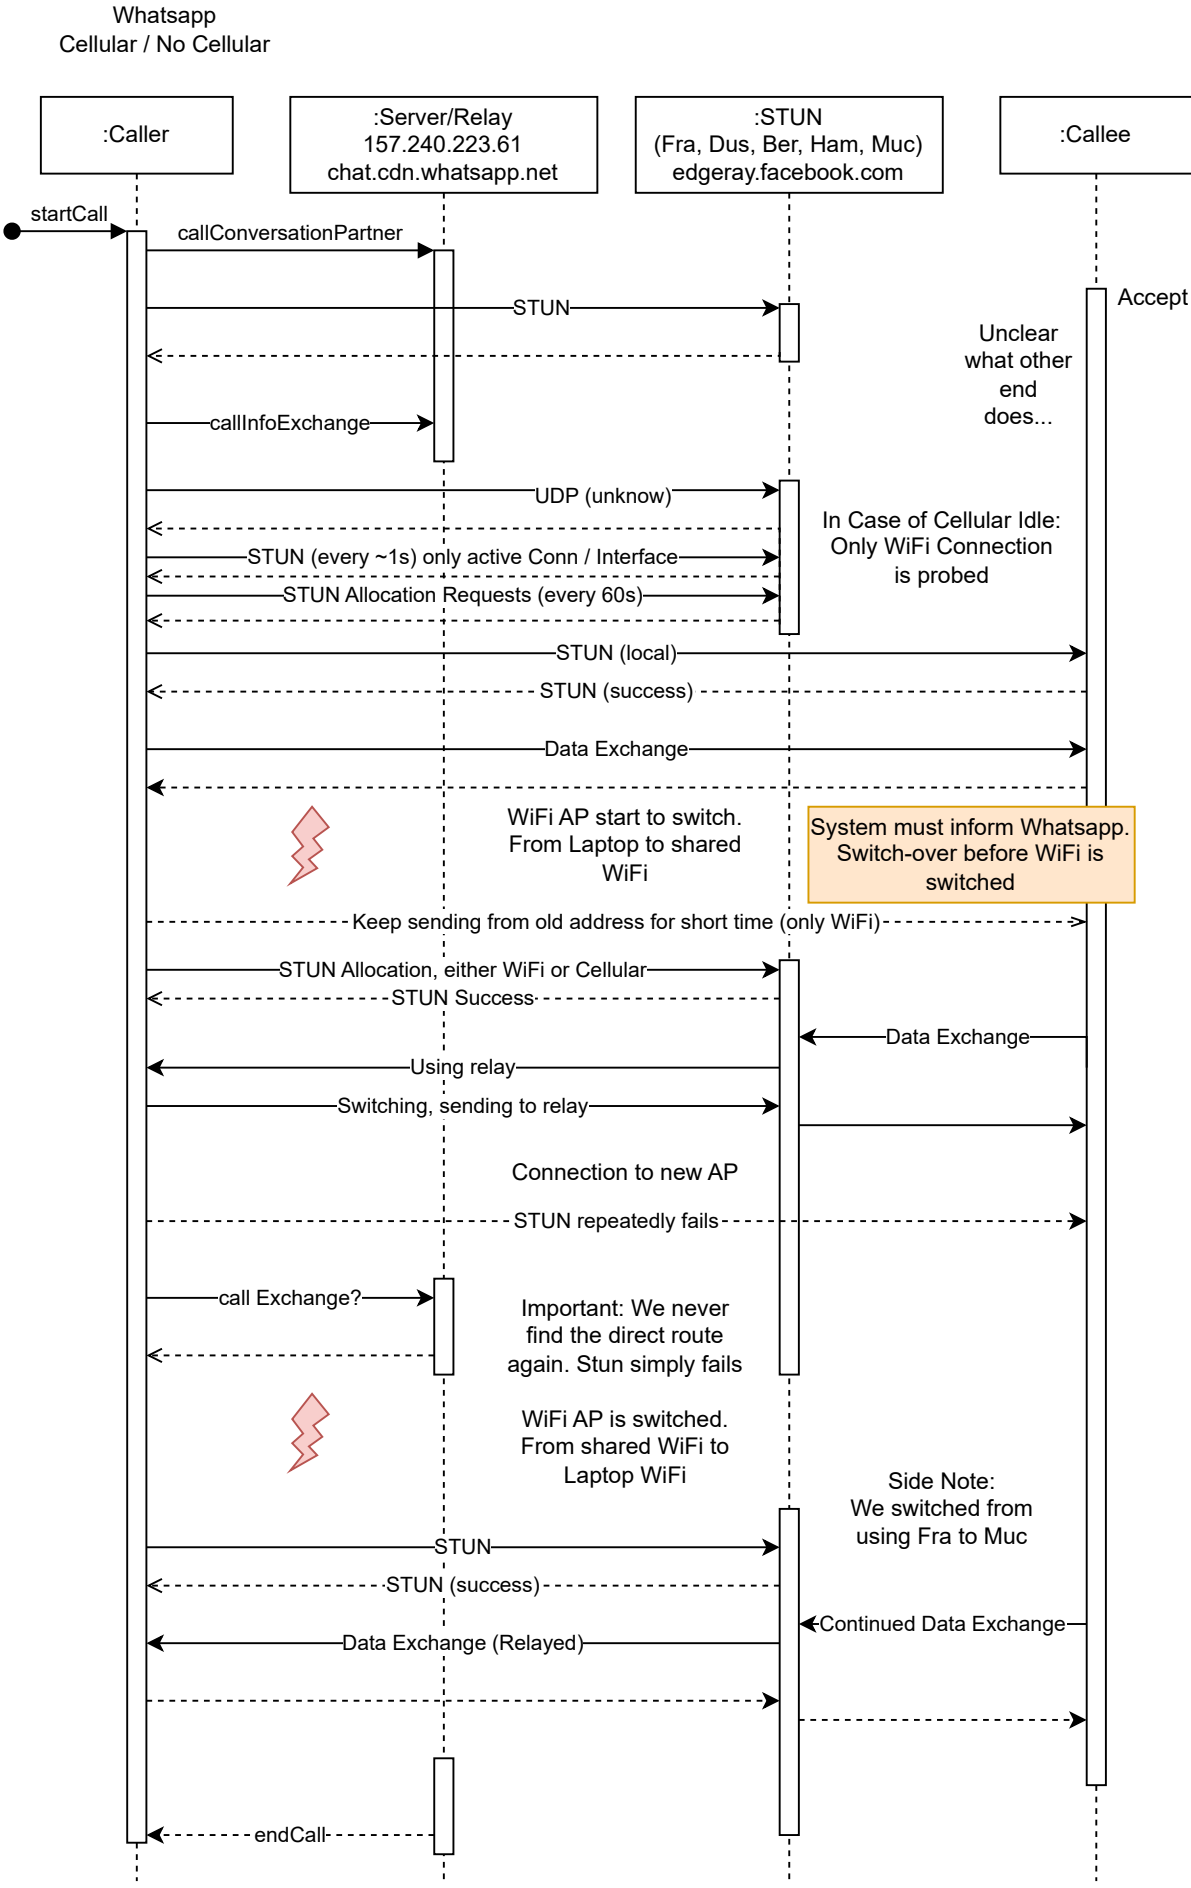 Whatsapp
Cellular / No Cellular
:Caller
:Server/Relay
157.240.223.61
chat.cdn.whatsapp.net
:STUN
(Fra, Dus, Ber, Ham, Muc)
edgeray.facebook.com
:Callee
startCall
callConversationPartner
Accept
STUN
Unclear
what other
end
does...
callInfoExchange
UDP (unknow)
In Case of Cellular Idle:
Only WiFi Connection
is probed
STUN (every ~1s) only active Conn / Interface
STUN Allocation Requests (every 60s)
STUN (local)
STUN (success)
Data Exchange
WiFi AP start to switch.
From Laptop to shared
WiFi
System must inform Whatsapp.
Switch-over before WiFi is
switched
Keep sending from old address for short time (only WiFi)
STUN Allocation, either WiFi or Cellular
STUN Success
Data Exchange
Using relay
Switching, sending to relay
Connection to new AP
STUN repeatedly fails
call Exchange?
Important: We never
find the direct route
again. Stun simply fails
WiFi AP is switched.
From shared WiFi to
Laptop WiFi
Side Note:
We switched from
using Fra to Muc
STUN
STUN (success)
Continued Data Exchange
Data Exchange (Relayed)
endCall